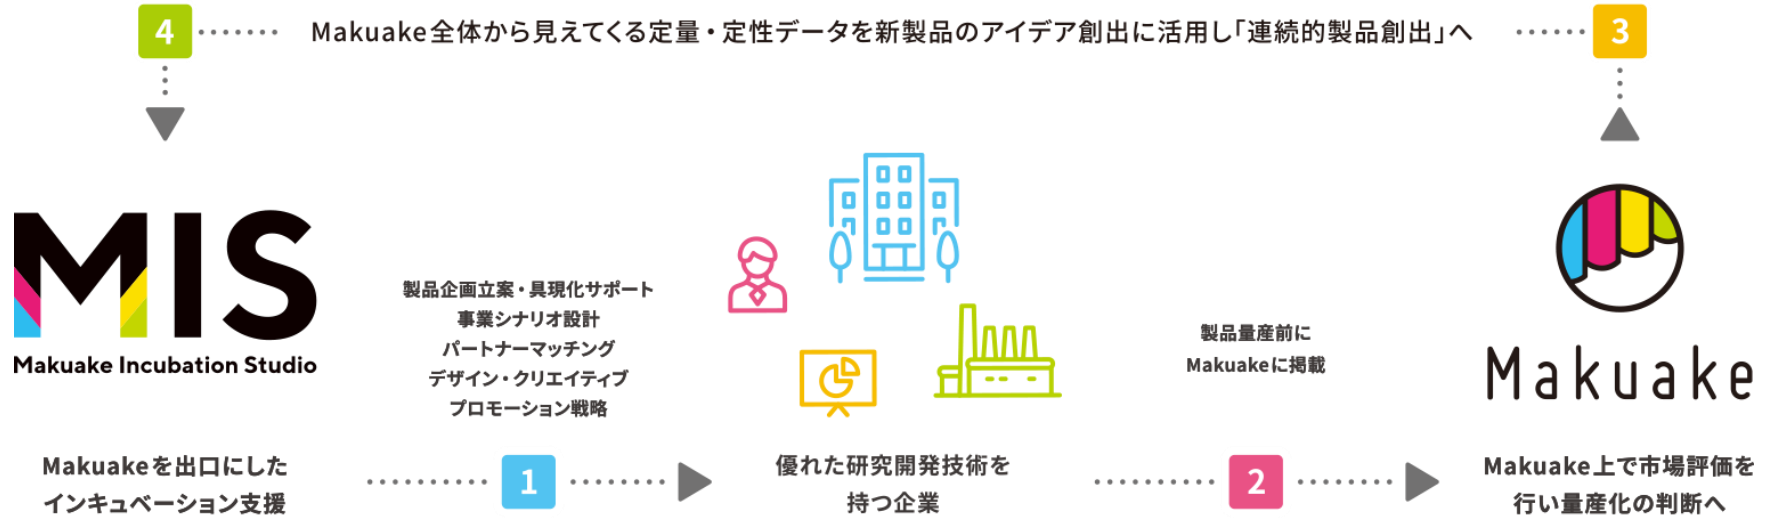 4
Makuake全体から見えてくる定量・定性データを新製品のアイデア創出に活用し「連続的製品創出」へ
3
MIS
Makuake Incubation Studio
Makuakeを出口にした
インキュベーション支援
製品企画立案・具現化サポート
事業シナリオ設計
パートナーマッチング
デザイン・クリエイティブ
プロモーション戦略
1
優れた研究開発技術を
持つ企業
製品量産前に
Makuakeに掲載
2
Makuake
Makuake上で市場評価を
行い量産化の判断へ